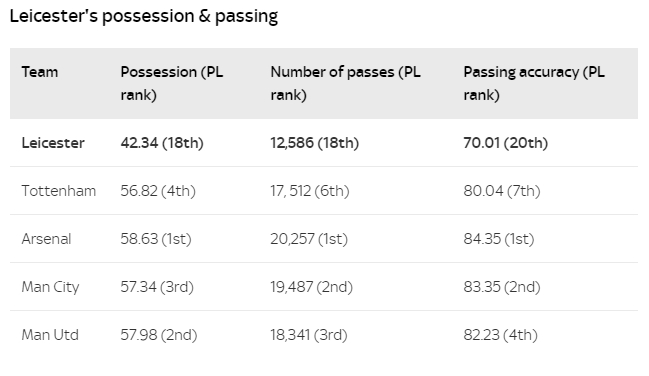 Leicester's possession & passing
Team Possession (PL rank) Number of passes (PL rank) Passing accuracy (PL rank)
Leicester 42.34 (18th) 12,586 (18th) 70.01 (20th)
Tottenham 56.82 (4th) 17, 512 (6th) 80.04 (7th)
Arsenal 58.63 (1st) 20,257 (1st) 84.35 (1st)
Man City 57.34 (3rd) 19,487 (2nd) 83.35 (2nd)
Man Utd 57.98 (2nd) 18,341 (3rd) 82.23 (4th)